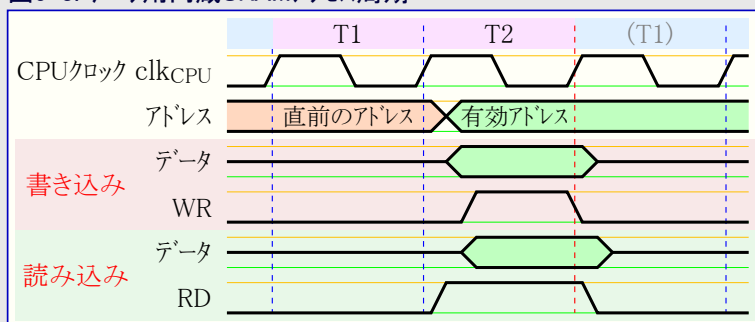 T1 T2 (T1)
CPUクロック clkCPU
アドレス 直前のアドレス 有効アドレス
データ
書き込み
WR
データ
読み込み
RD